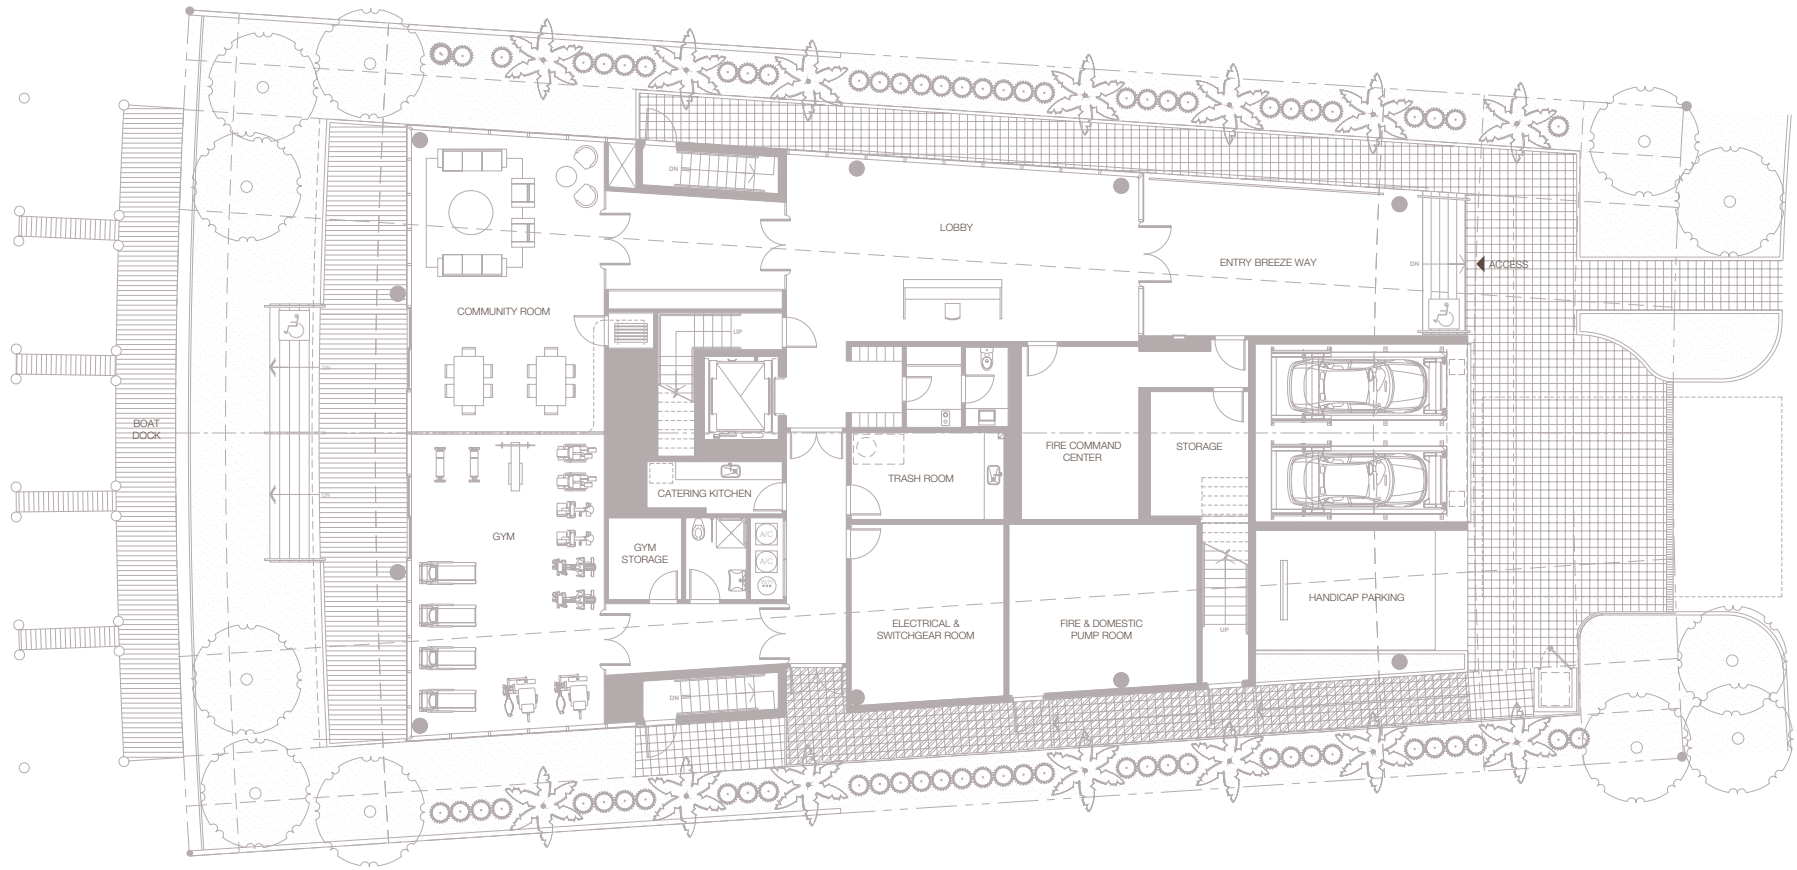 DN
LOBBY
ENTRY BREEZE WAY
DN
ACCESS
COMMUNITY ROOM
UP
DN
BOAT
DOCK
FIRE COMMAND
CENTER
STORAGE
TRASH ROOM
CATERING KITCHEN
DN
GYM
GYM
STORAGE
A/C
A/C
HANDICAP PARKING
ELECTRICAL &
SWITCHGEAR ROOM
FIRE & DOMESTIC
PUMP ROOM
UP
DN